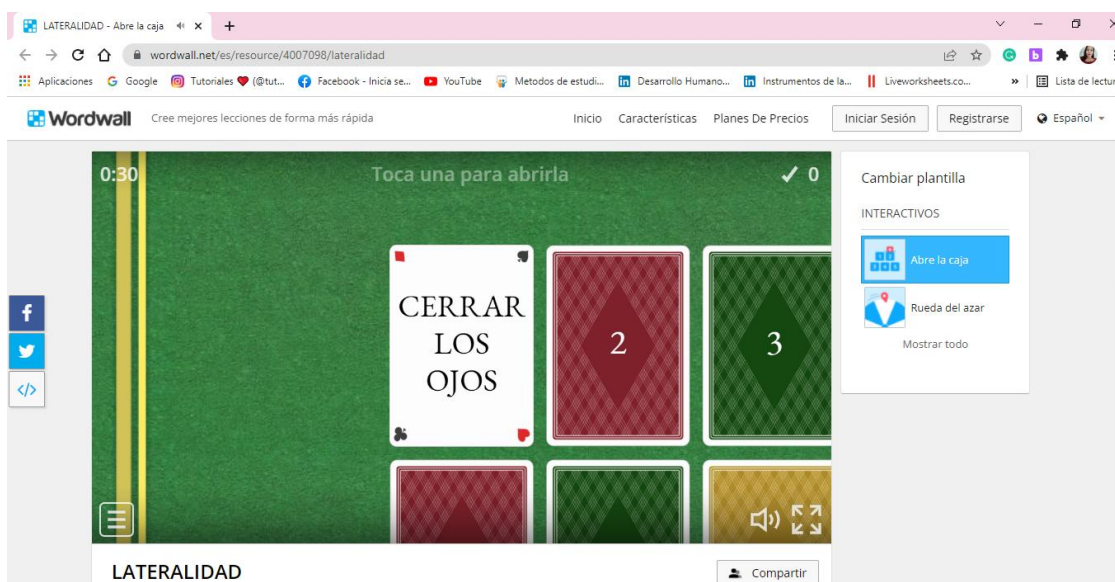 LATERALIDAD - Abre la caja
wordwall.net/es/resource/4007098/lateralidad
Aplicaciones Google Tutoriales (@tut... Facebook - Inicia se... YouTube Metodos de estudi... Desarrollo Humano... Instrumentos de la... Liveworksheets.co... » Lista de lectur
Wordwall Cree mejores lecciones de forma más rápida Inicio Características Planes De Precios Iniciar Sesión Registrarse Español
0:30 Toca una para abrirla 0
Cambiar plantilla
INTERACTIVOS
Abre la caja
Rueda del azar
Mostrar todo
CERRAR
LOS
OJOS
2
3
LATERALIDAD
Compartir